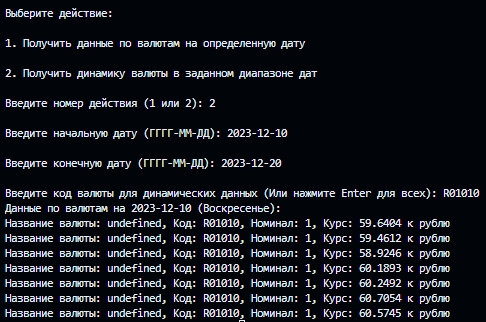 Выберите действие:
1. Получить данные по валютам на определенную дату
2. Получить динамику валюты в заданном диапазоне дат
Введите номер действия (1 или 2): 2
Введите начальную дату (ГГГГ-ММ-ДД): 2023-12-10
Введите конечную дату (ГГГГ-ММ-ДД): 2023-12-20
Введите код валюты для динамических данных (Или нажмите Enter для всех): R01010
Данные по валютам на 2023-12-10 (Воскресенье):
Название валюты: undefined, Код: R01010, Номинал: 1, Курс: 59.6404 к рублю
Название валюты: undefined, Код: R01010, Номинал: 1, Курс: 59.4612 к рублю
Название валюты: undefined, Код: R01010, Номинал: 1, Курс: 58.9246 к рублю
Название валюты: undefined, Код: R01010, Номинал: 1, Курс: 60.1893 к рублю
Название валюты: undefined, Код: R01010, Номинал: 1, Курс: 60.2492 к рублю
Название валюты: undefined, Код: R01010, Номинал: 1, Курс: 60.7054 к рублю
Название валюты: undefined, Код: R01010, Номинал: 1, Курс: 60.5745 к рублю